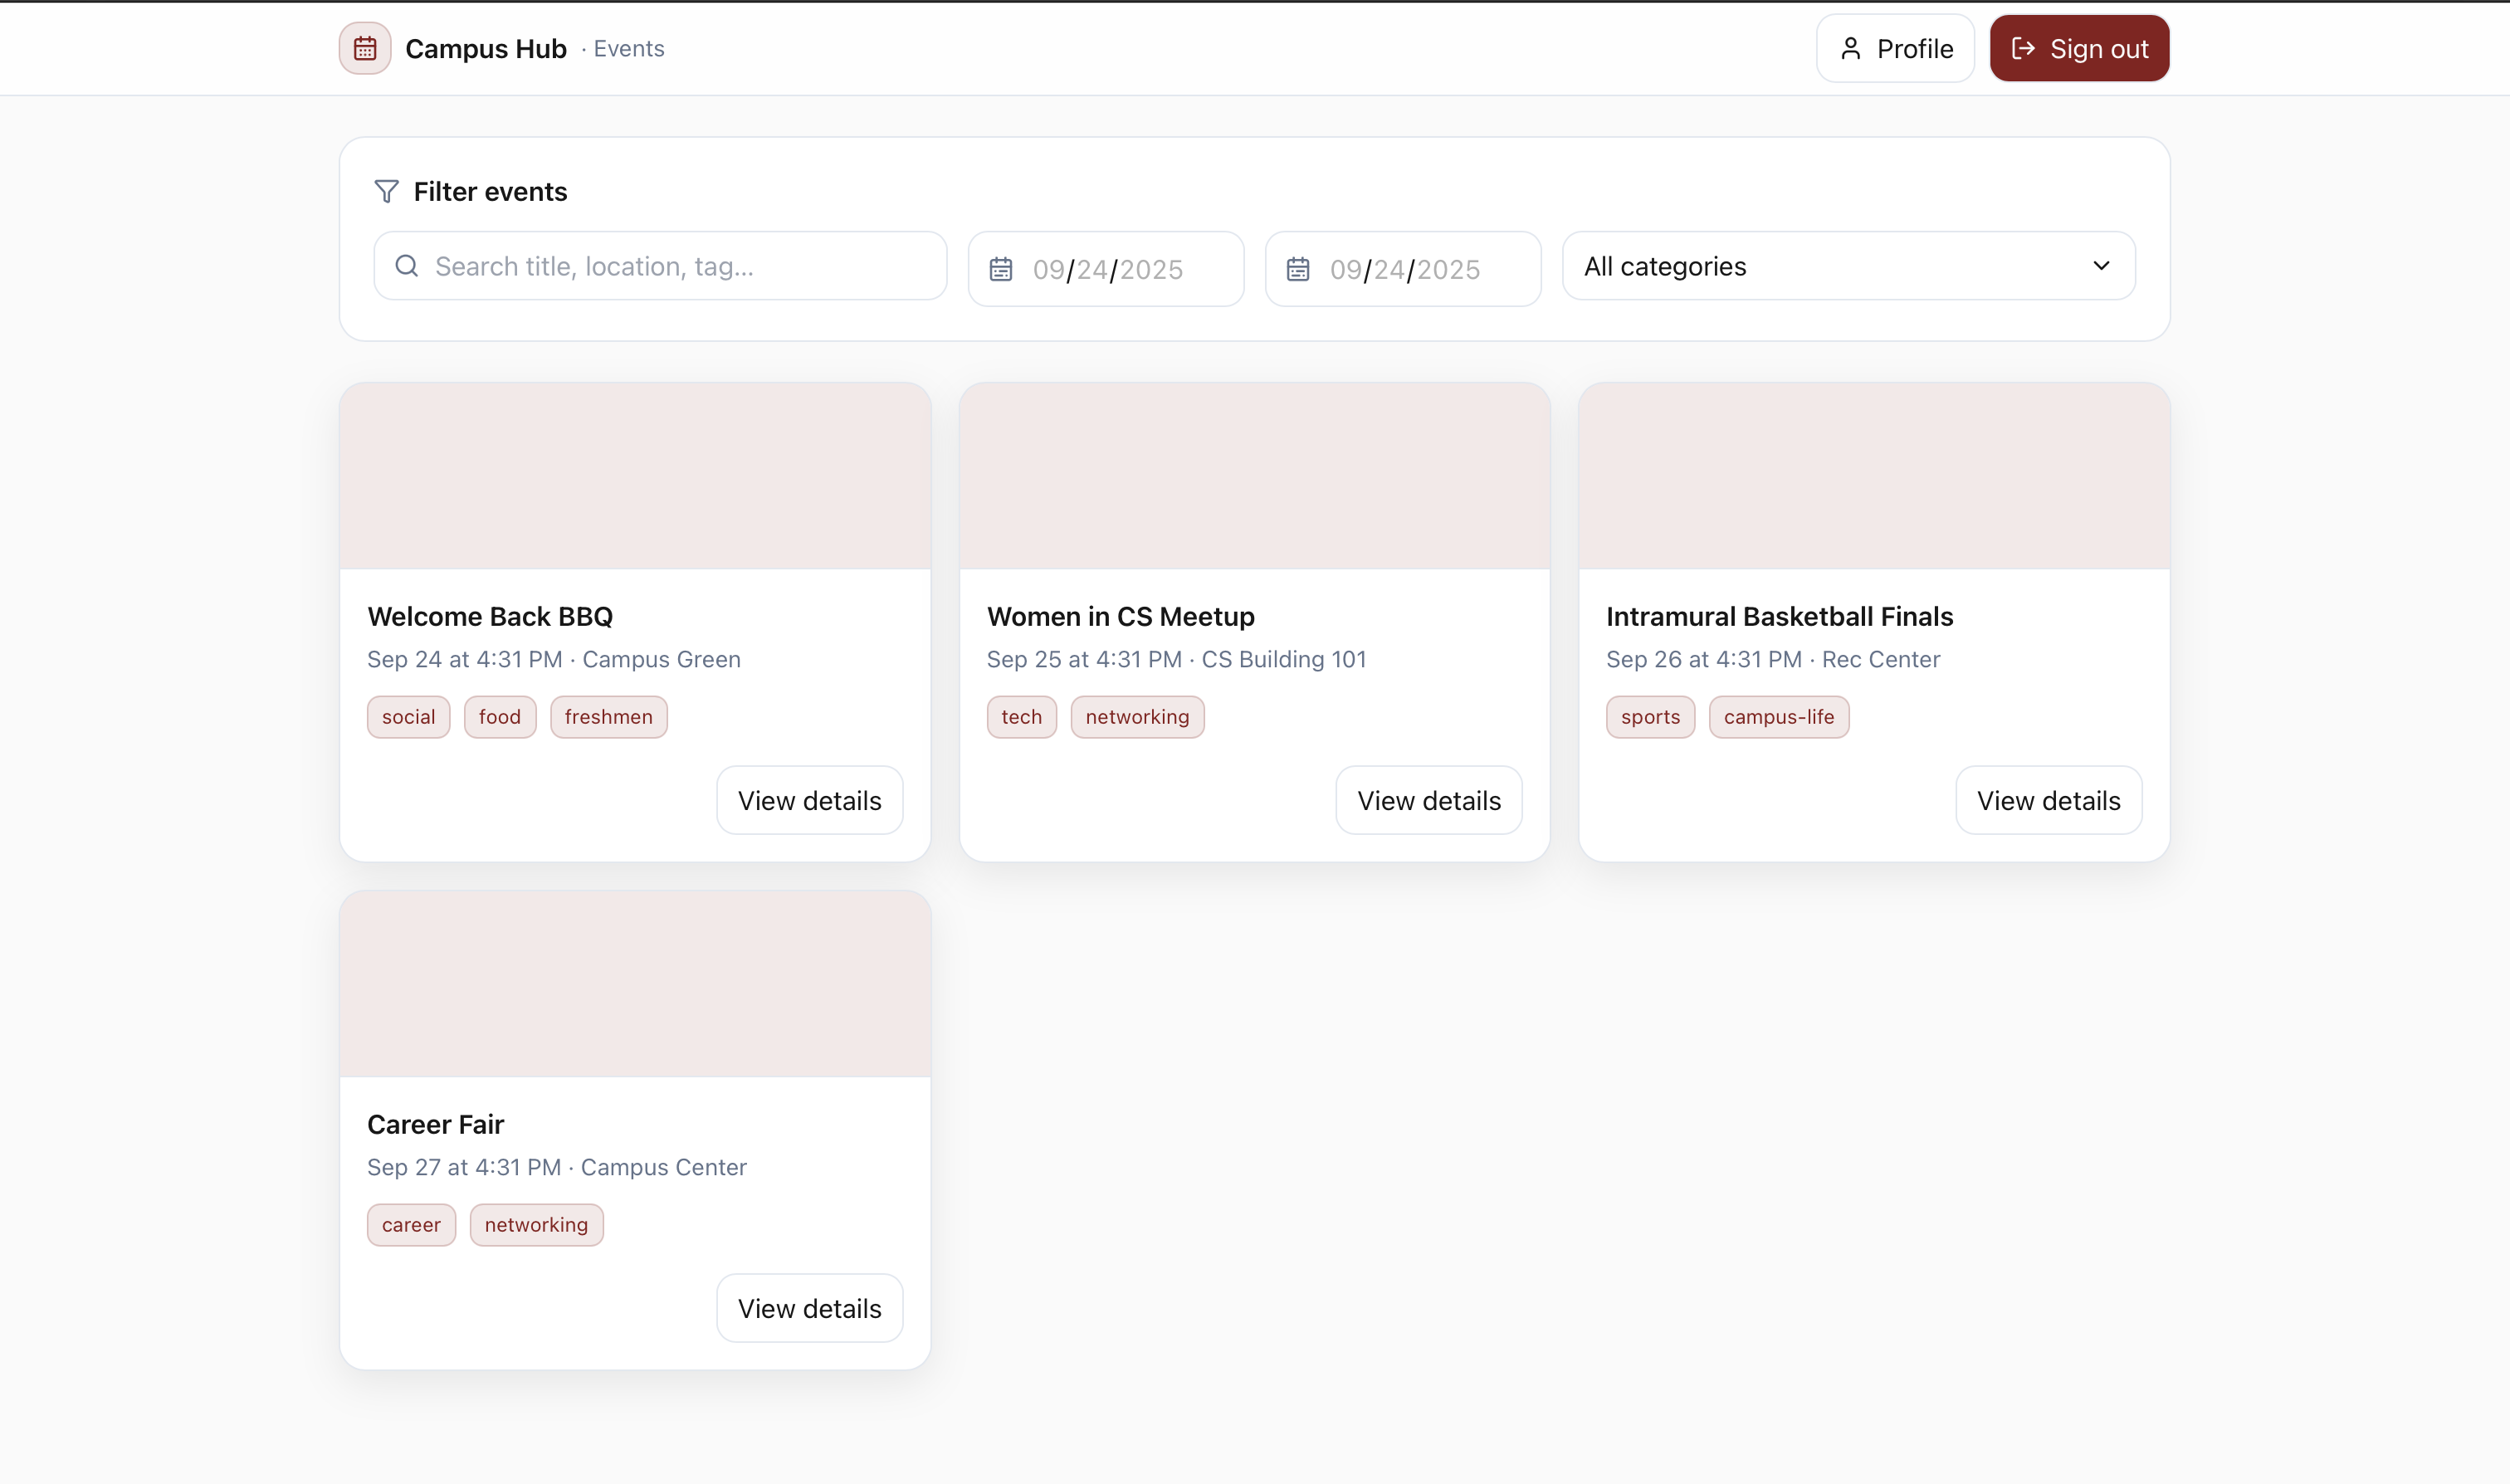 Campus Hub · Events
Profile
Sign out
Filter events
Search title, location, tag...
09/24/2025
09/24/2025
All categories
Welcome Back BBQ
Sep 24 at 4:31 PM · Campus Green
social food freshmen
View details
Women in CS Meetup
Sep 25 at 4:31 PM · CS Building 101
tech networking
View details
Intramural Basketball Finals
Sep 26 at 4:31 PM · Rec Center
sports campus-life
View details
Career Fair
Sep 27 at 4:31 PM · Campus Center
career networking
View details